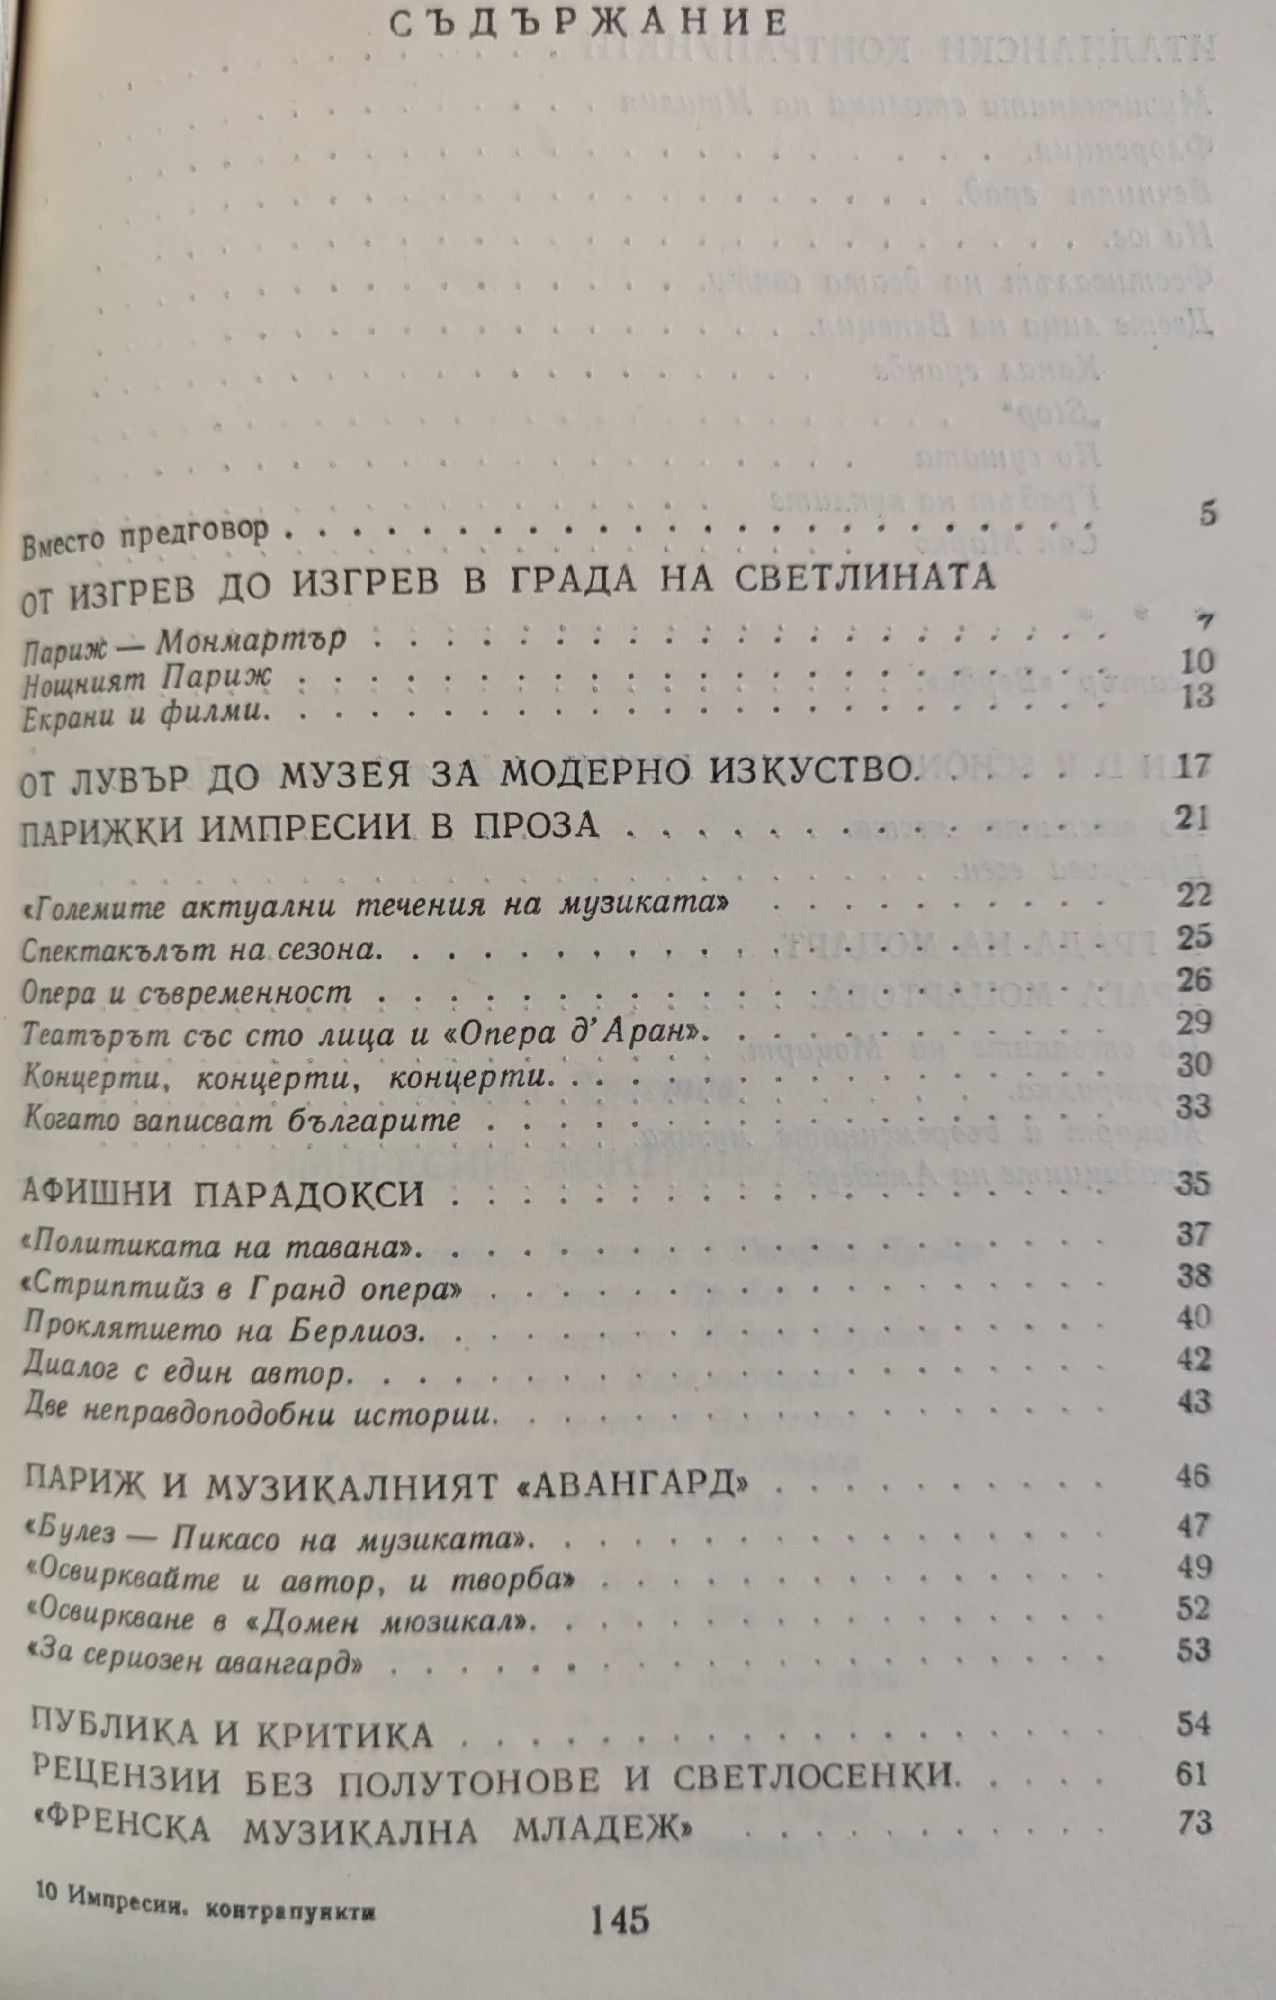 СЪДЪРЖАНИЕ
Вместо предговор . . . . . . . . . . . . . . . . . . 5
ОТ ИЗГРЕВ ДО ИЗГРЕВ В ГРАДА НА СВЕТЛИНАТА
Париж — Монмартър . . . . . . . . . . . . . . . . 7
Нощният Париж . . . . . . . . . . . . . . . . . . 10
Екрани и филми. . . . . . . . . . . . . . . . . . 13
ОТ ЛУВЪР ДО МУЗЕЯ ЗА МОДЕРНО ИЗКУСТВО. . . . . . 17
ПАРИЖКИ ИМПРЕСИИ В ПРОЗА . . . . . . . . . . . . 21
«Големите актуални течения на музиката» . . . . . . . . 22
Спектакълът на сезона. . . . . . . . . . . . . . . . 25
Опера и съвременност . . . . . . . . . . . . . . . . 26
Театърът със сто лица и «Опера д’Аран». . . . . . . . . 29
Концерти, концерти, концерти. . . . . . . . . . . . . 30
Когато записват българите . . . . . . . . . . . . . . 33
АФИШНИ ПАРАДОКСИ . . . . . . . . . . . . . . . 35
«Политиката на тавана». . . . . . . . . . . . . . . . 37
«Стриптийз в Гранд опера» . . . . . . . . . . . . . . 38
Проклятието на Берлиоз. . . . . . . . . . . . . . . . 40
Диалог с един автор. . . . . . . . . . . . . . . . . 42
Две неправдоподобни истории. . . . . . . . . . . . . . 43
ПАРИЖ И МУЗИКАЛНИЯТ «АВАНГАРД» . . . . . . . . . . 46
«Булез — Пикасо на музиката». . . . . . . . . . . . . 47
«Освирквайте и автор, и творба» . . . . . . . . . . . 49
«Освиркване в «Домен мюзикал». . . . . . . . . . . . . 52
«За сериозен авангард» . . . . . . . . . . . . . . . 53
ПУБЛИКА И КРИТИКА . . . . . . . . . . . . . . . 54
РЕЦЕНЗИИ БЕЗ ПОЛУТОНОВЕ И СВЕТЛОСЕНКИ. . . . . 61
«ФРЕНСКА МУЗИКАЛНА МЛАДЕЖ» . . . . . . . . . . . 73
10 Импресии, контрапункти
145